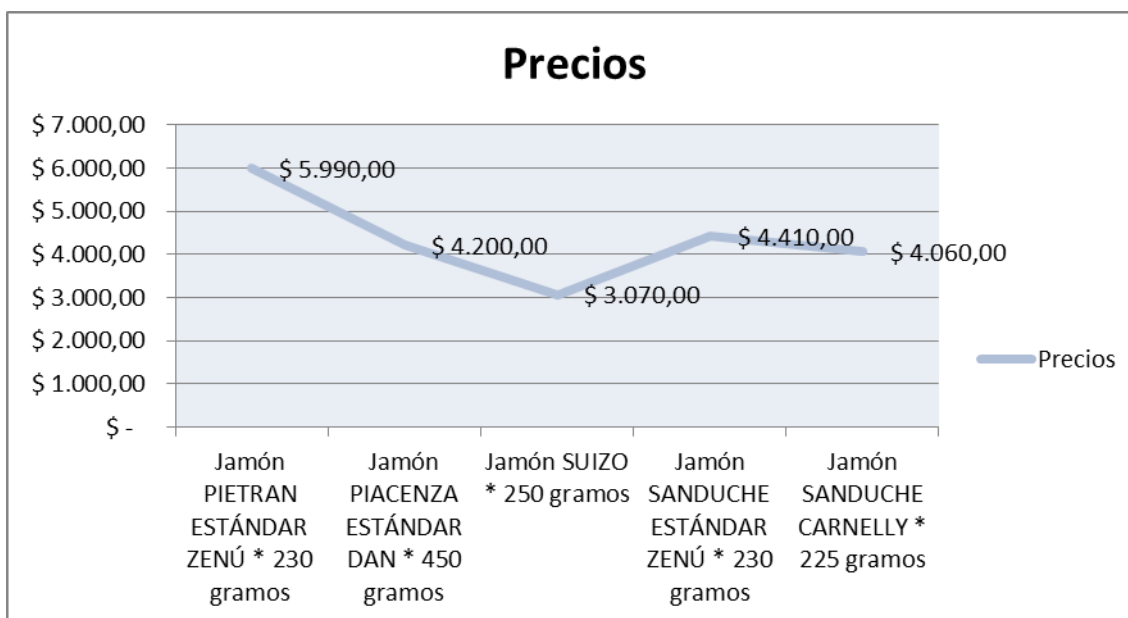 Precios
$ 7.000,00
$ 6.000,00
$ 5.000,00
$ 4.000,00
$ 3.000,00
$ 2.000,00
$ 1.000,00
$ -
$ 5.990,00
$ 4.200,00
$ 3.070,00
$ 4.410,00
$ 4.060,00
Precios
Jamón
PIETRAN
ESTÁNDAR
ZENÚ * 230
gramos
Jamón
PIACENZA
ESTÁNDAR
DAN * 450
gramos
Jamón SUIZO
* 250 gramos
Jamón
SANDUCHE
ESTÁNDAR
ZENÚ * 230
gramos
Jamón
SANDUCHE
CARNELLY *
225 gramos